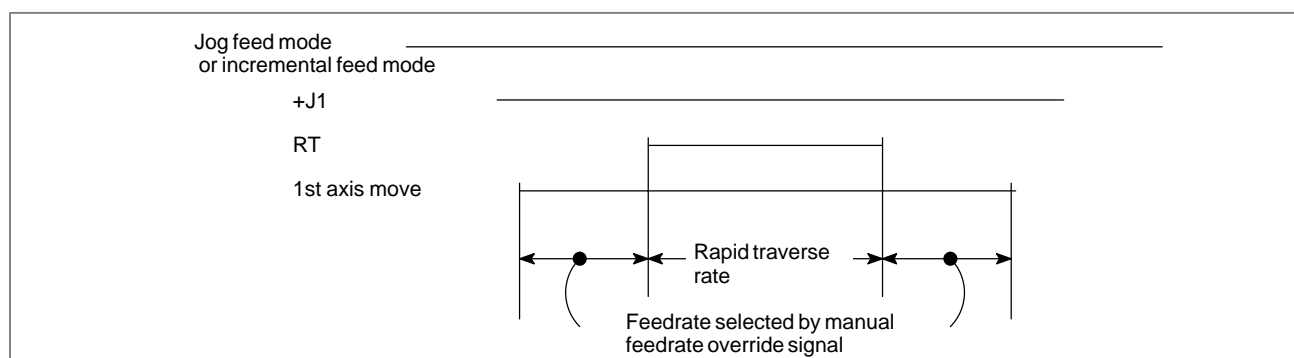 Jog feed mode
or incremental feed mode
+J1
RT
1st axis move
Rapid traverse
rate
Feedrate selected by manual
feedrate override signal